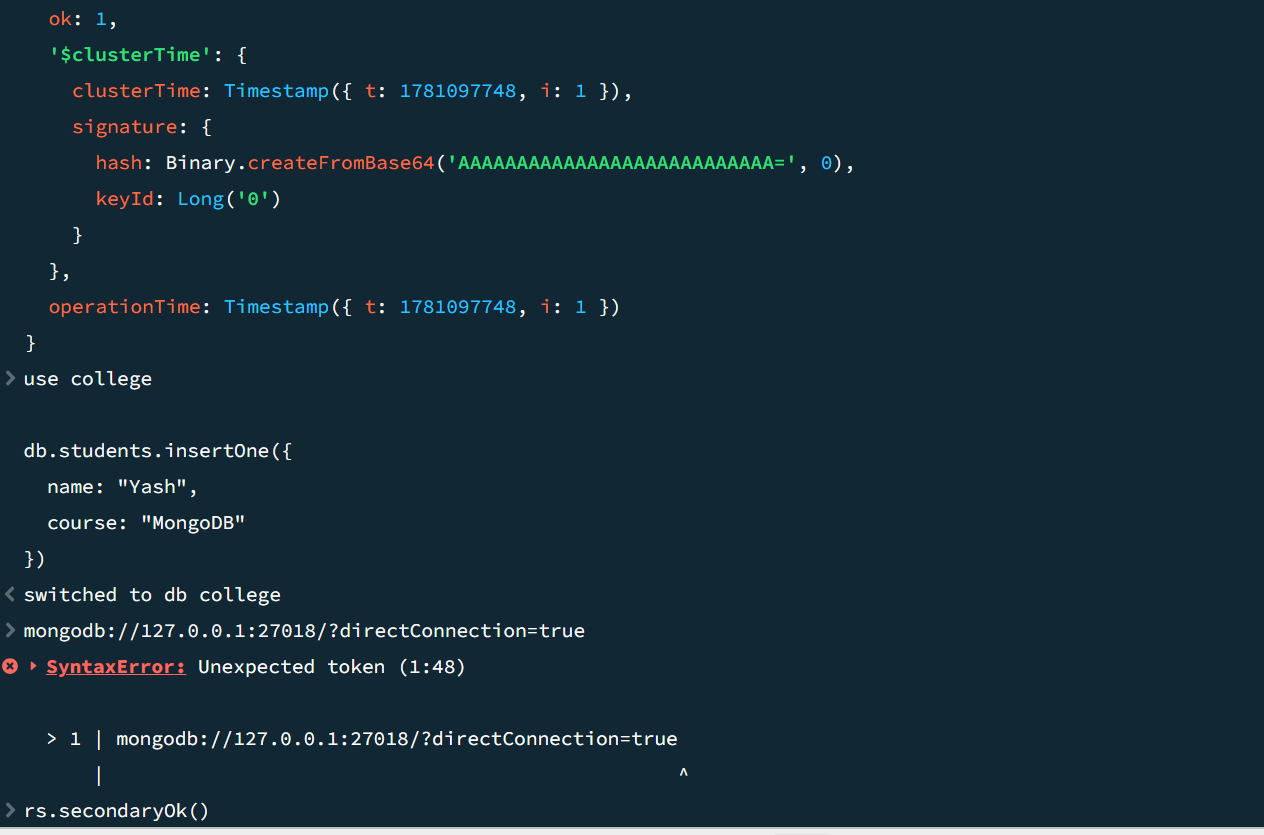 ok: 1,
'$clusterTime': {
clusterTime: Timestamp({ t: 1781097748, i: 1 }),
signature: {
hash: Binary.createFromBase64('AAAAAAAAAAAAAAAAAAAAAAAAAAA=', 0),
keyId: Long('0')
}
},
operationTime: Timestamp({ t: 1781097748, i: 1 })
}
> use college
db.students.insertOne({
name: "Yash",
course: "MongoDB"
})
< switched to db college
> mongodb://127.0.0.1:27018/?directConnection=true
SyntaxError: Unexpected token (1:48)
> 1 | mongodb://127.0.0.1:27018/?directConnection=true
| ^
> rs.secondaryOk()